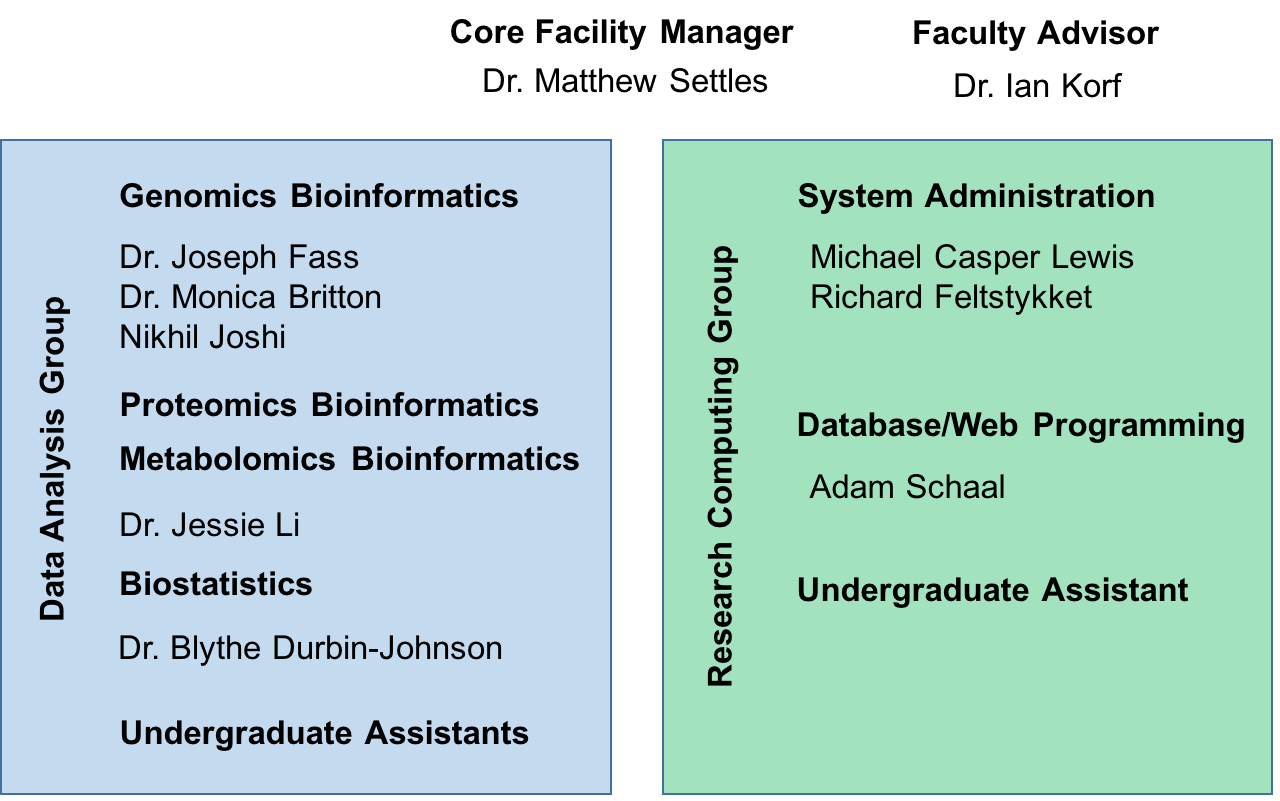 Core Facility Manager
Dr. Matthew Settles
Faculty Advisor
Dr. Ian Korf
Data Analysis Group
Genomics Bioinformatics
Dr. Joseph Fass
Dr. Monica Britton
Nikhil Joshi
Proteomics Bioinformatics
Metabolomics Bioinformatics
Dr. Jessie Li
Biostatistics
Dr. Blythe Durbin-Johnson
Undergraduate Assistants
Research Computing Group
System Administration
Michael Casper Lewis
Richard Feltstykket
Database/Web Programming
Adam Schaal
Undergraduate Assistant